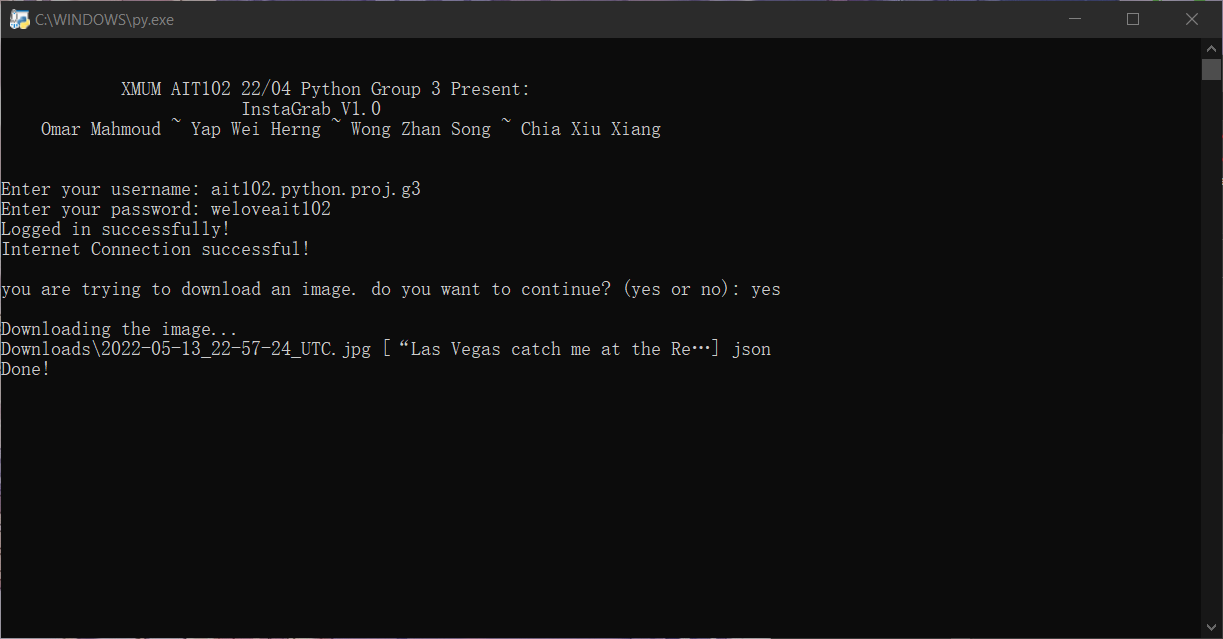 C:\WINDOWS\py.exe
XMUM AIT102 22/04 Python Group 3 Present:
InstaGrab V1.0
Omar Mahmoud ~ Yap Wei Herng ~ Wong Zhan Song ~ Chia Xiu Xiang
Enter your username: ait102.python.proj.g3
Enter your password: weloveait102
Logged in successfully!
Internet Connection successful!
you are trying to download an image. do you want to continue? (yes or no): yes
Downloading the image...
Downloads\2022-05-13_22-57-24_UTC.jpg [“Las Vegas catch me at the Re…] json
Done!